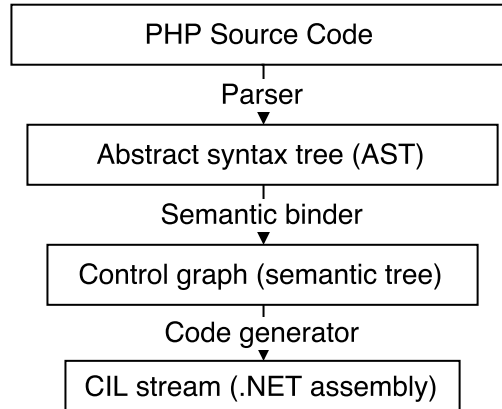 PHP Source Code
Parser
Abstract syntax tree (AST)
Semantic binder
Control graph (semantic tree)
Code generator
CIL stream (.NET assembly)